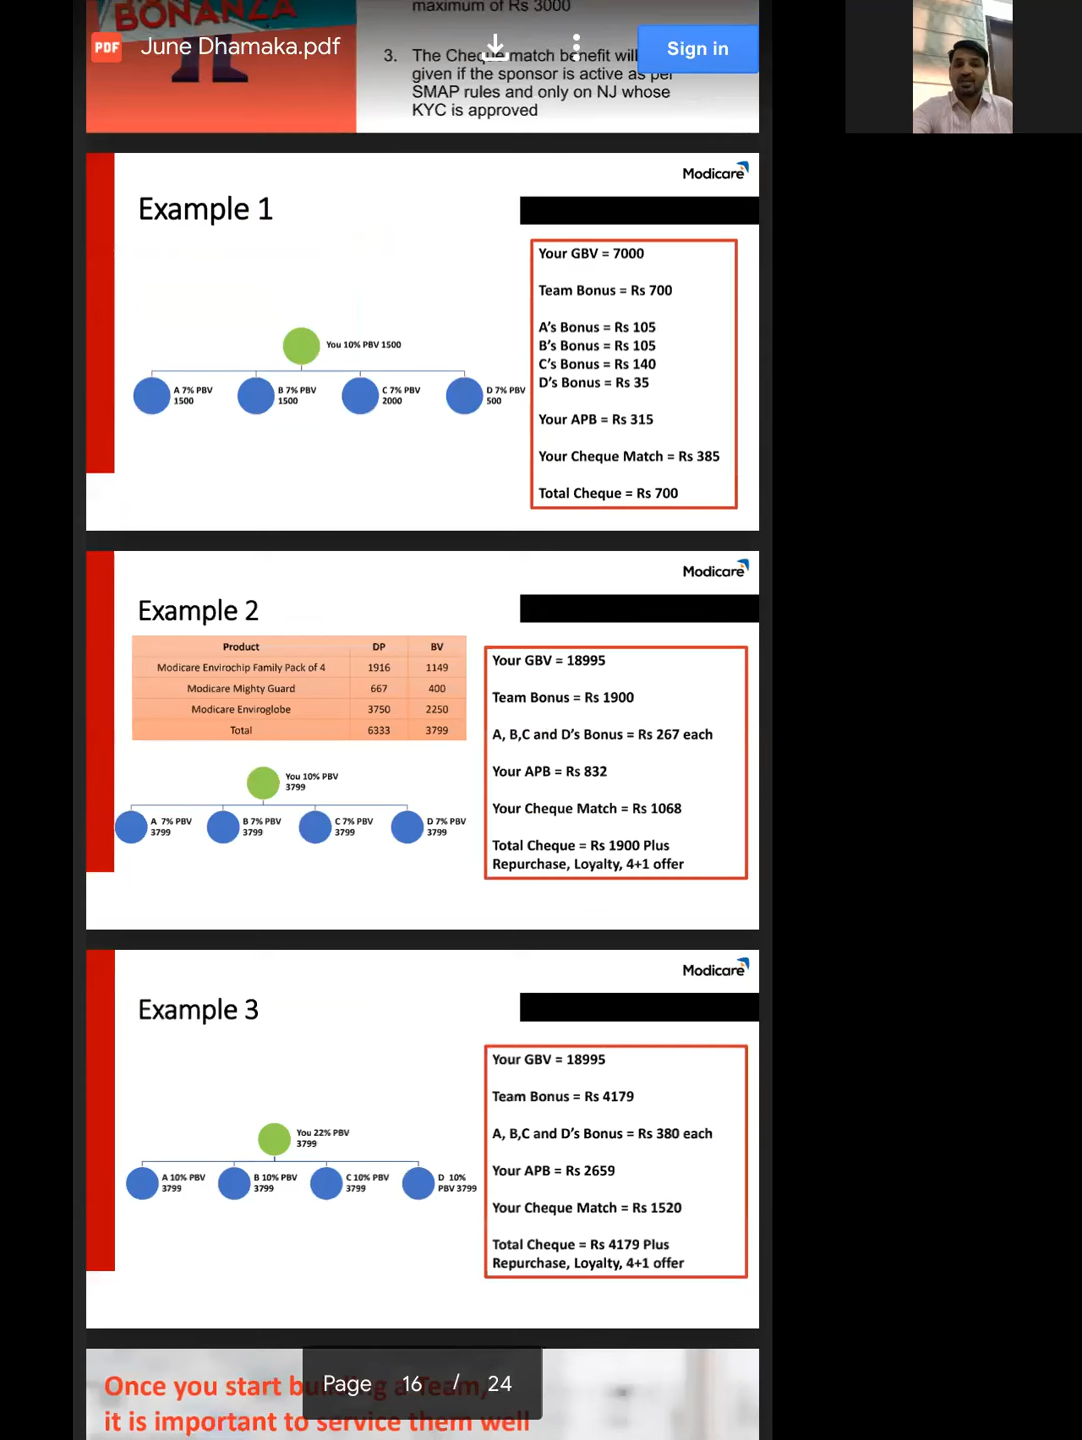 BONANZA
maximum of Rs 3000
PDF
June Dhamaka.pdf
Sign in
3. The Cheque match benefit will
given if the sponsor is active as per
SMAP rules and only on NJ whose
KYC is approved
Modicare
Example 1
Your GBV = 7000
Team Bonus = Rs 700
A's Bonus = Rs 105
B's Bonus = Rs 105
C's Bonus = Rs 140
D's Bonus = Rs 35
Your APB = Rs 315
Your Cheque Match = Rs 385
Total Cheque = Rs 700
You 10% PBV 1500
A 7% PBV
1500
B 7% PBV
1500
C 7% PBV
2000
D 7% PBV
500
Modicare
Example 2
Product DP BV
Modicare Envirochip Family Pack of 4 1916 1149
Modicare Mighty Guard 667 400
Modicare Enviroglobe 3750 2250
Total 6333 3799
You 10% PBV
3799
A 7% PBV
3799
B 7% PBV
3799
C 7% PBV
3799
D 7% PBV
3799
Your GBV = 18995
Team Bonus = Rs 1900
A, B,C and D's Bonus = Rs 267 each
Your APB = Rs 832
Your Cheque Match = Rs 1068
Total Cheque = Rs 1900 Plus
Repurchase, Loyalty, 4+1 offer
Modicare
Example 3
You 22% PBV
3799
A 10% PBV
3799
B 10% PBV
3799
C 10% PBV
3799
D 10%
PBV 3799
Your GBV = 18995
Team Bonus = Rs 4179
A, B,C and D's Bonus = Rs 380 each
Your APB = Rs 2659
Your Cheque Match = Rs 1520
Total Cheque = Rs 4179 Plus
Repurchase, Loyalty, 4+1 offer
Page 16 / 24
Once you start building a Team,
it is important to service them well